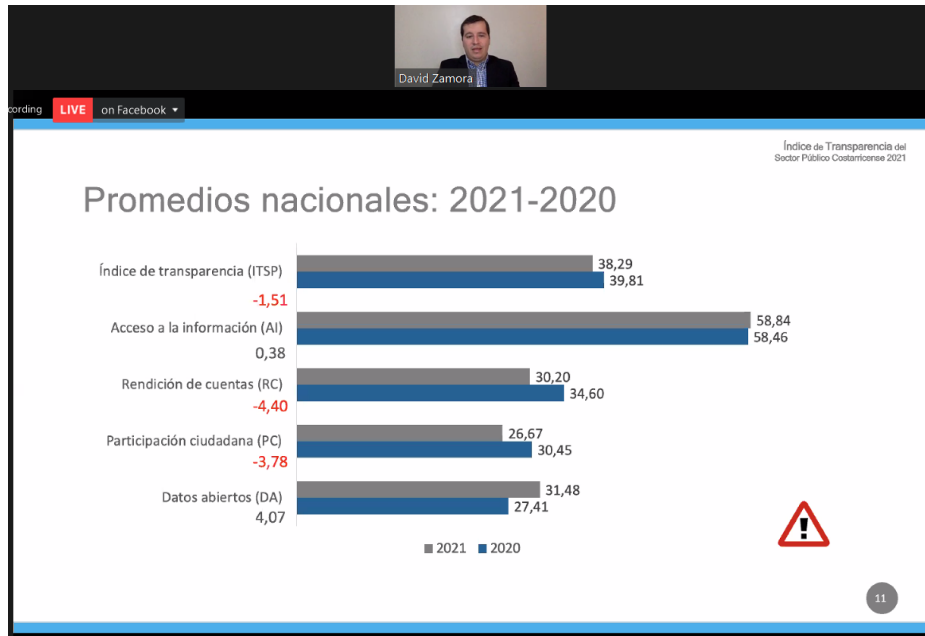 David Zamora
cording LIVE on Facebook
Índice de Transparencia del
Sector Público Costarricense 2021
Promedios nacionales: 2021-2020
Índice de transparencia (ITSP)
-1,51
38,29
39,81
Acceso a la información (AI)
0,38
58,84
58,46
Rendición de cuentas (RC)
-4,40
30,20
34,60
Participación ciudadana (PC)
-3,78
26,67
30,45
Datos abiertos (DA)
4,07
31,48
27,41
2021 2020
!
11